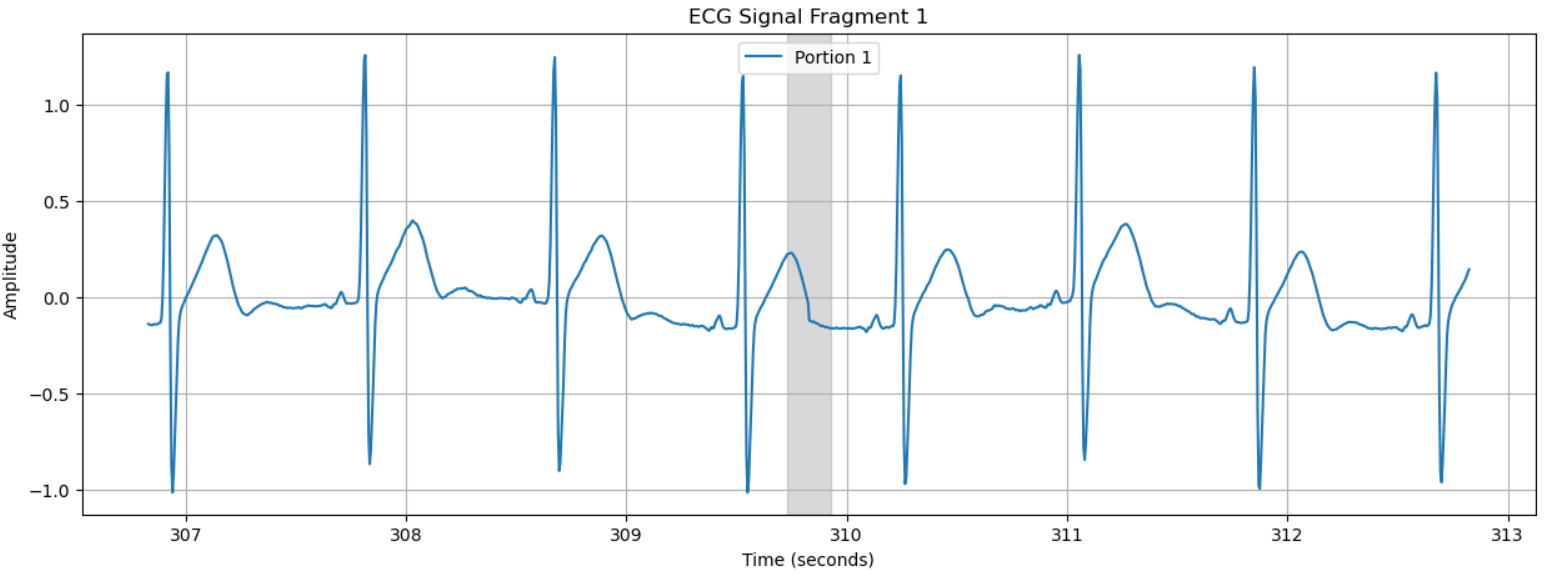 ECG Signal Fragment 1
Portion 1
Amplitude
1.0
0.5
0.0
−0.5
−1.0
307 308 309 310 311 312 313
Time (seconds)